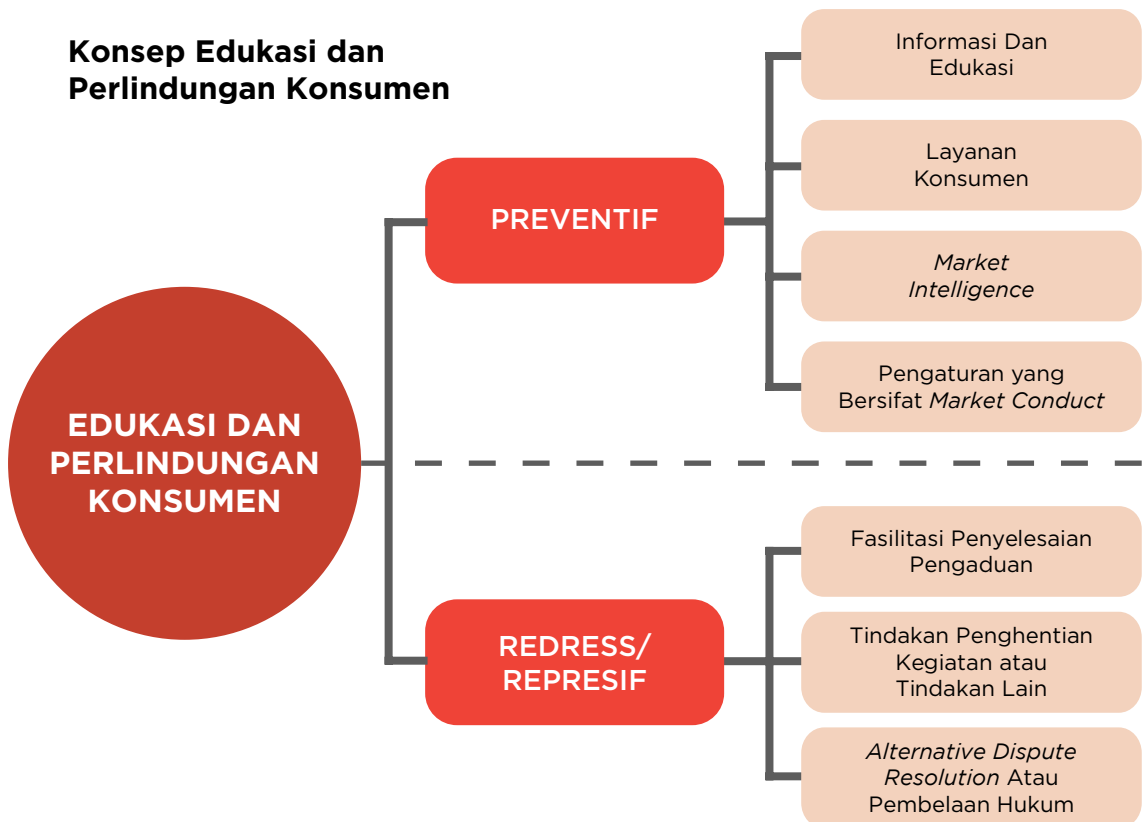 Konsep Edukasi dan
Perlindungan Konsumen
EDUKASI DAN
PERLINDUNGAN
KONSUMEN
PREVENTIF
Informasi Dan
Edukasi
Layanan
Konsumen
Market
Intelligence
Pengaturan yang
Bersifat Market Conduct
REDRESS/
REPRESIF
Fasilitasi Penyelesaian
Pengaduan
Tindakan Penghentian
Kegiatan atau
Tindakan Lain
Alternative Dispute
Resolution Atau
Pembelaan Hukum